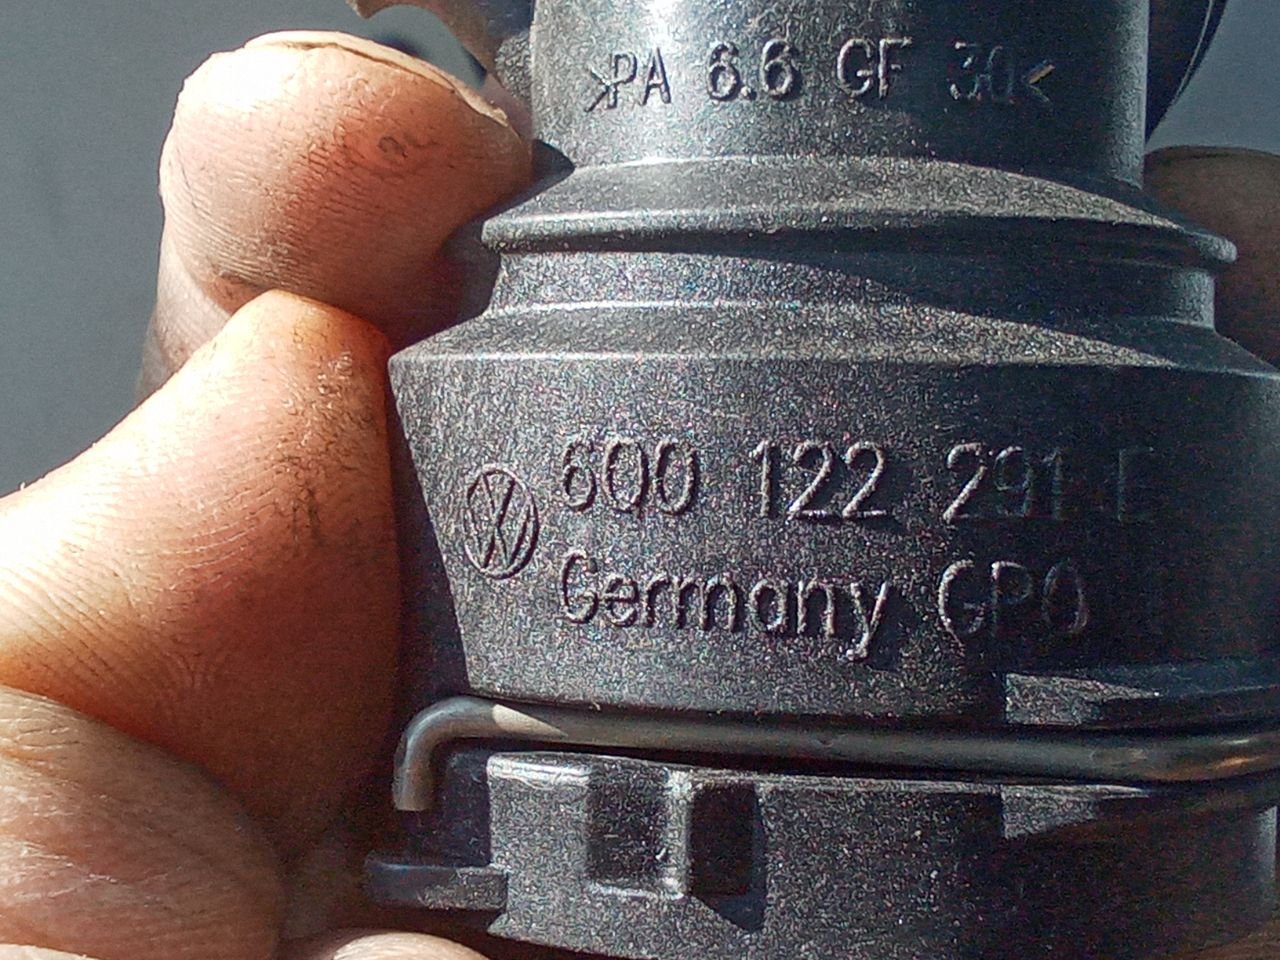 >PA 6.6 GF 30<
6Q0 122 291 E
Germany GPO